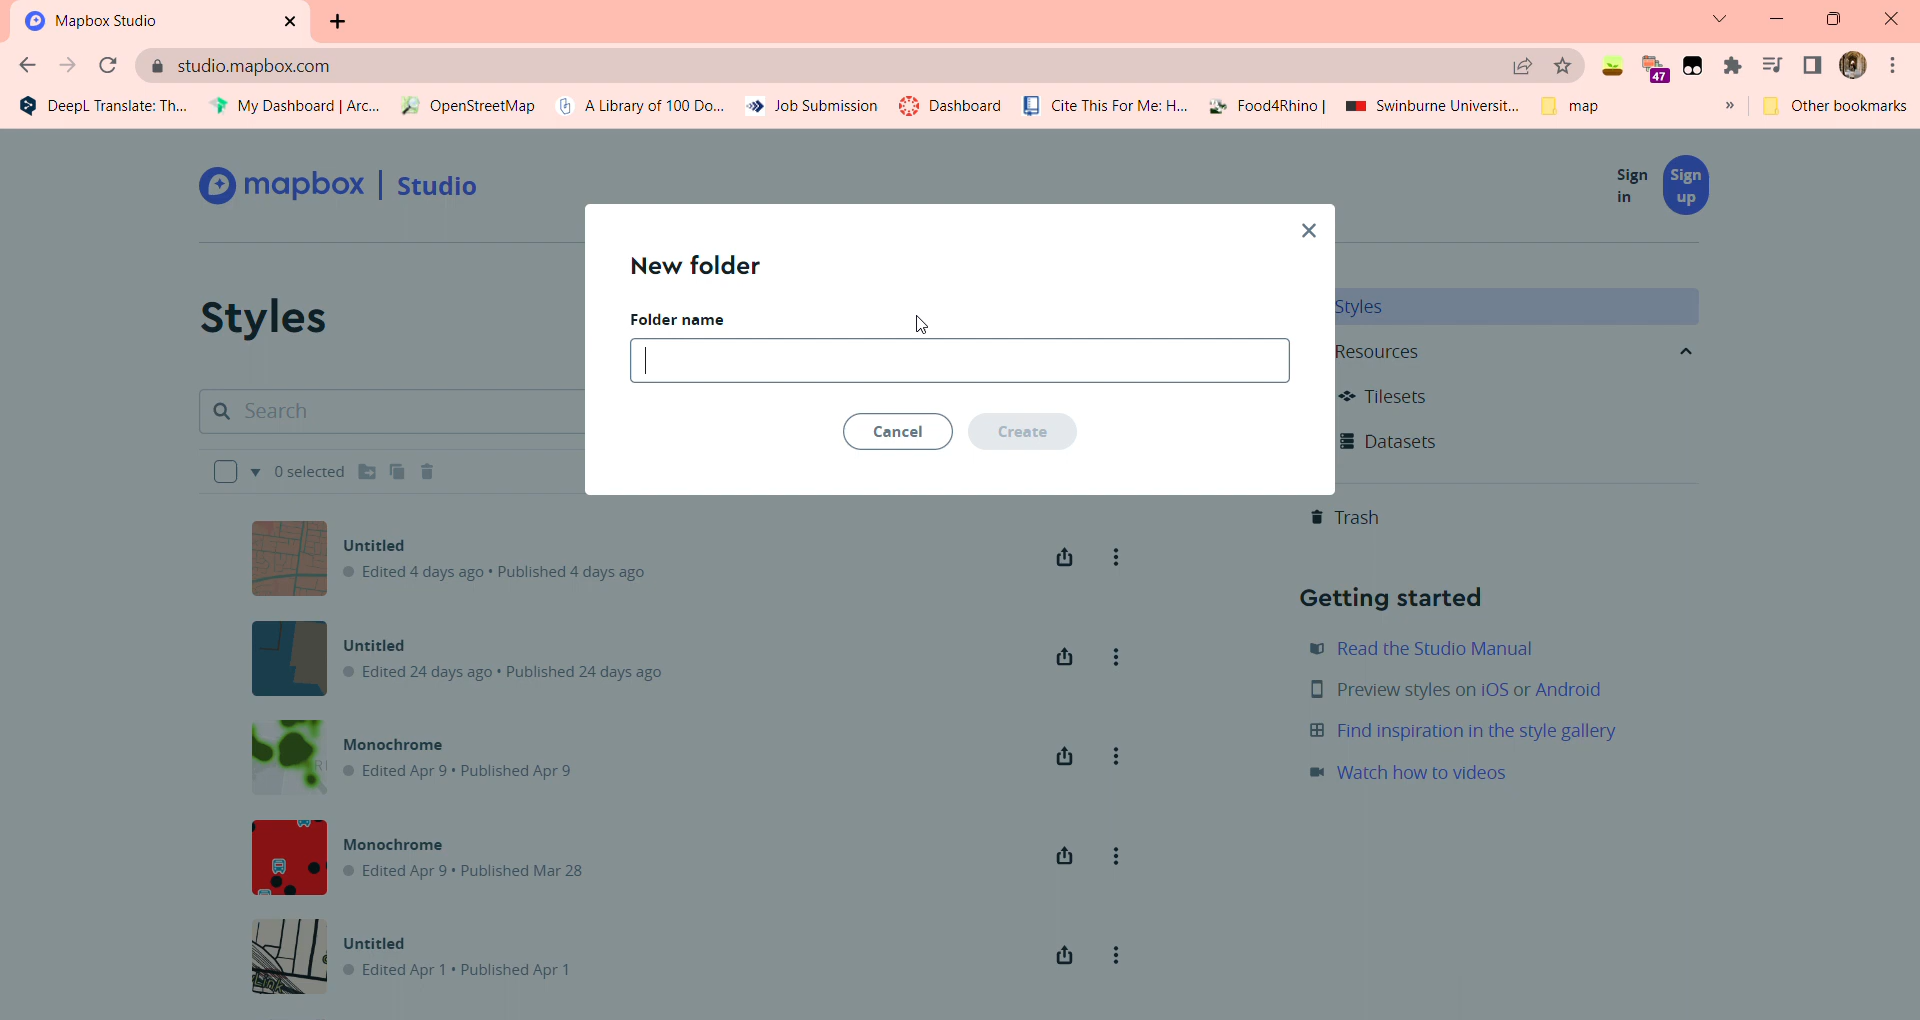 Mapbox Studio
studio.mapbox.com
47
DeepL Translate: Th...
My Dashboard | Arc...
OpenStreetMap
A Library of 100 Do...
Job Submission
Dashboard
Cite This For Me: H...
Food4Rhino |
Swinburne Universit...
map
»
Other bookmarks
mapbox | Studio
Sign in
Sign up
New folder
Folder name
Cancel
Create
Styles
Search
0 selected
Untitled
Edited 4 days ago • Published 4 days ago
Untitled
Edited 24 days ago • Published 24 days ago
Monochrome
Edited Apr 9 • Published Apr 9
Monochrome
Edited Apr 9 • Published Mar 28
Untitled
Edited Apr 1 • Published Apr 1
Styles
Resources
Tilesets
Datasets
Trash
Getting started
Read the Studio Manual
Preview styles on iOS or Android
Find inspiration in the style gallery
Watch how to videos